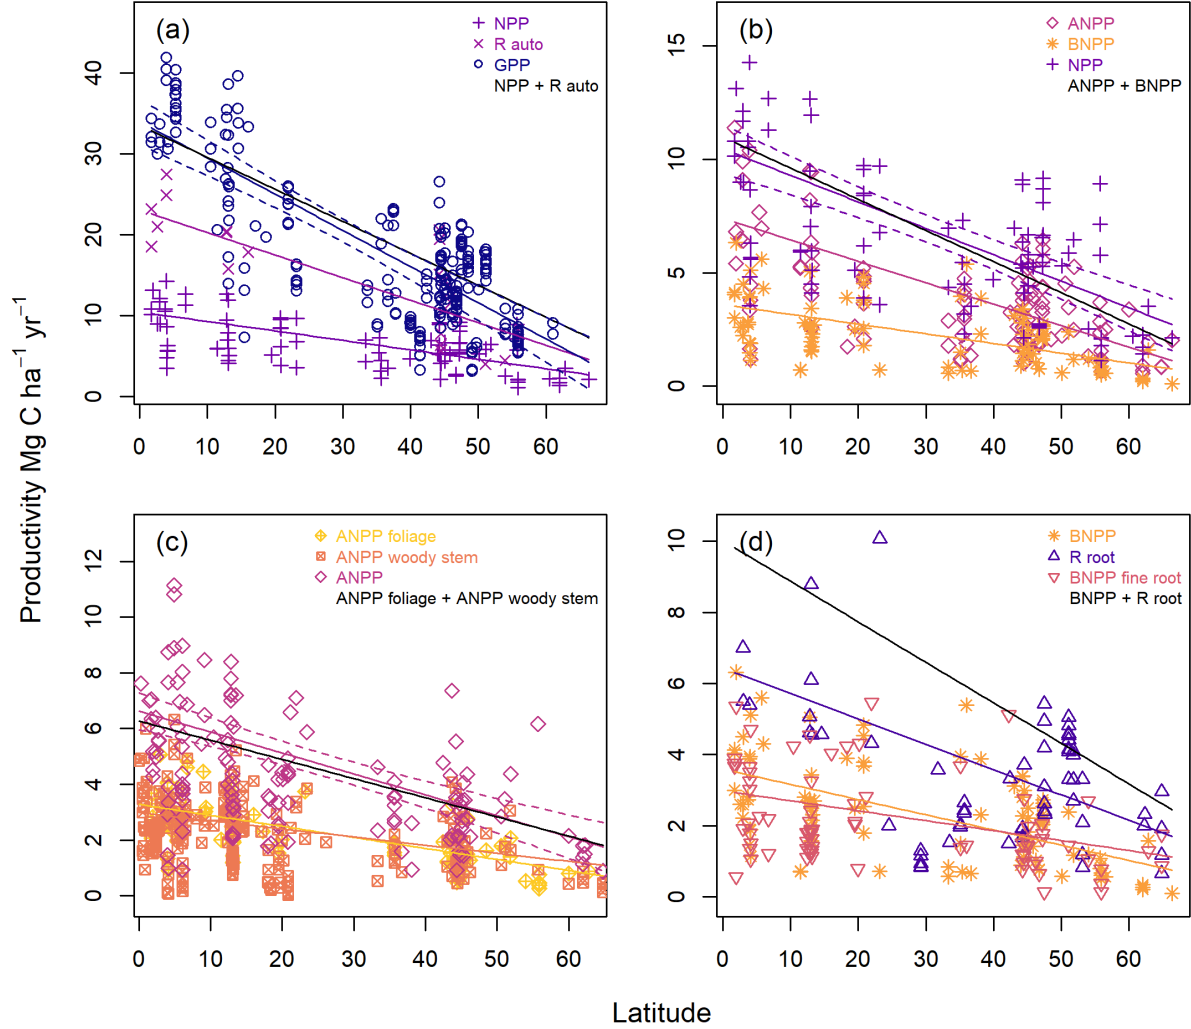 (a)
NPP
R auto
GPP
NPP + R auto
40
30
20
10
0
0 10 20 30 40 50 60
(b)
ANPP
BNPP
NPP
ANPP + BNPP
15
10
5
0
0 10 20 30 40 50 60
Productivity Mg C ha⁻¹ yr⁻¹
(c)
ANPP foliage
ANPP woody stem
ANPP
ANPP foliage + ANPP woody stem
12
10
8
6
4
2
0
0 10 20 30 40 50 60
(d)
BNPP
R root
BNPP fine root
BNPP + R root
10
8
6
4
2
0
0 10 20 30 40 50 60
Latitude